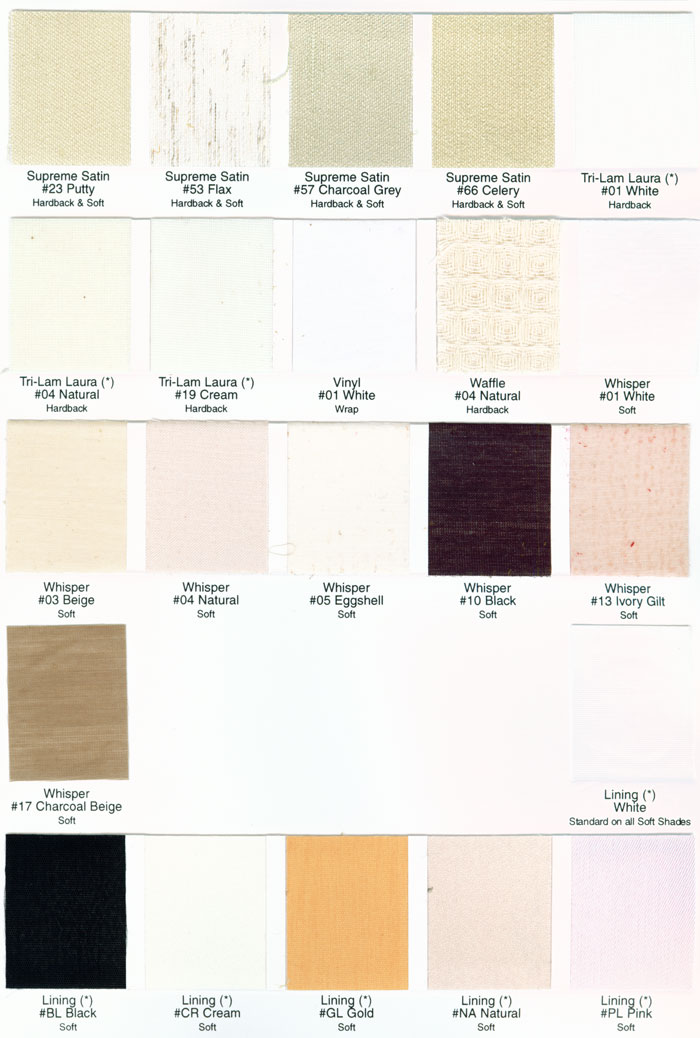 Supreme Satin
#23 Putty
Hardback & Soft
Supreme Satin
#53 Flax
Hardback & Soft
Supreme Satin
#57 Charcoal Grey
Hardback & Soft
Supreme Satin
#66 Celery
Hardback & Soft
Tri-Lam Laura (*)
#01 White
Hardback
Tri-Lam Laura (*)
#04 Natural
Hardback
Tri-Lam Laura (*)
#19 Cream
Hardback
Vinyl
#01 White
Wrap
Waffle
#04 Natural
Hardback
Whisper
#01 White
Soft
Whisper
#03 Beige
Soft
Whisper
#04 Natural
Soft
Whisper
#05 Eggshell
Soft
Whisper
#10 Black
Soft
Whisper
#13 Ivory Gilt
Soft
Whisper
#17 Charcoal Beige
Soft
Lining (*)
White
Standard on all Soft Shades
Lining (*)
#BL Black
Soft
Lining (*)
#CR Cream
Soft
Lining (*)
#GL Gold
Soft
Lining (*)
#NA Natural
Soft
Lining (*)
#PL Pink
Soft